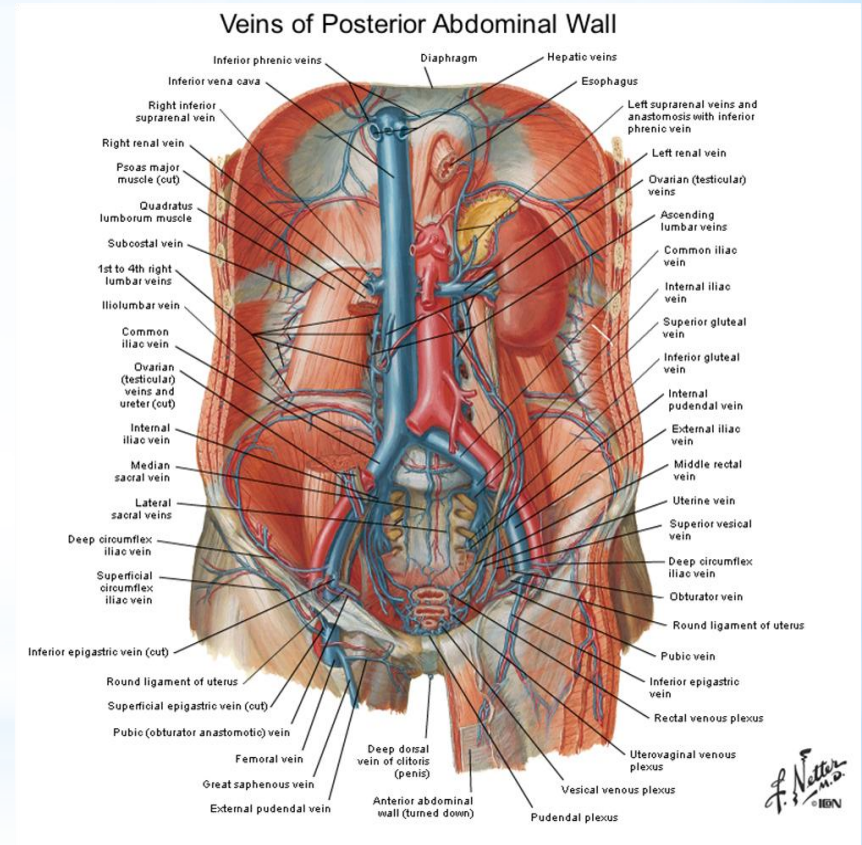 Veins of Posterior Abdominal Wall
Inferior phrenic veins
Diaphragm
Hepatic veins
Inferior vena cava
Esophagus
Right inferior
suprarenal vein
Left suprarenal veins and
anastomosis with inferior
phrenic vein
Right renal vein
Left renal vein
Psoas major
muscle (cut)
Ovarian (testicular)
veins
Quadratus
lumborum muscle
Ascending
lumbar veins
Subcostal vein
Common iliac
vein
1st to 4th right
lumbar veins
Internal iliac
vein
Iliolumbar vein
Superior gluteal
vein
Common
iliac vein
Inferior gluteal
vein
Ovarian
(testicular)
veins and
ureter (cut)
Internal
pudendal vein
Internal
iliac vein
External iliac
vein
Median
sacral vein
Middle rectal
vein
Lateral
sacral veins
Uterine vein
Superior vesical
vein
Deep circumflex
iliac vein
Deep circumflex
iliac vein
Superficial
circumflex
iliac vein
Obturator vein
Round ligament of uterus
Inferior epigastric vein (cut)
Pubic vein
Round ligament of uterus
Inferior epigastric
vein
Superficial epigastric vein (cut)
Rectal venous plexus
Pubic (obturator anastomotic) vein
Femoral vein
Deep dorsal
vein of clitoris
(penis)
Uterovaginal venous
plexus
Great saphenous vein
Vesical venous plexus
External pudendal vein
Anterior abdominal
wall (turned down)
Pudendal plexus
F. Netter
M.D.
© ICN